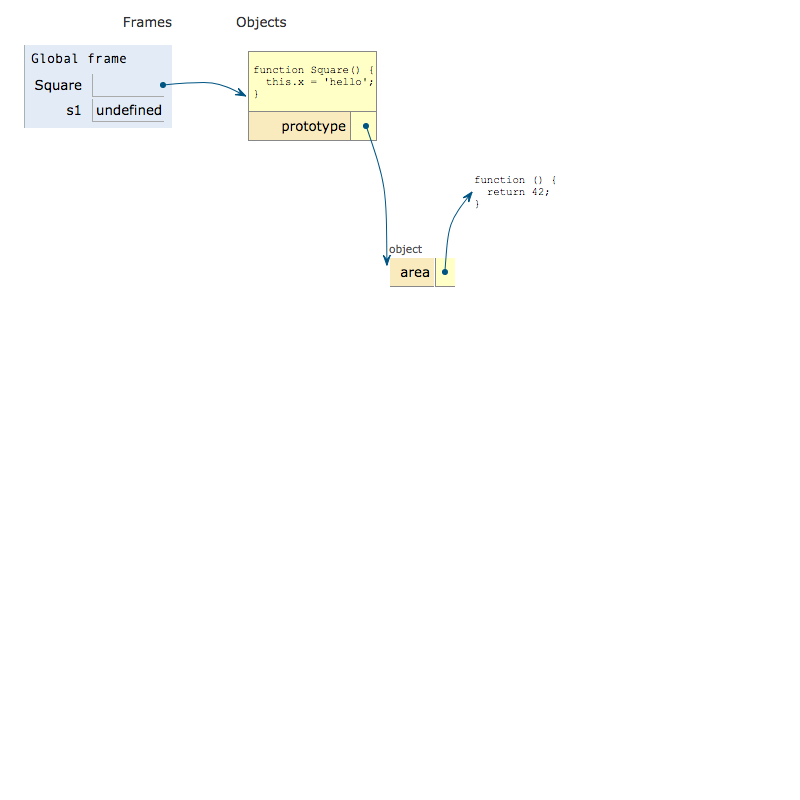 Frames
Objects
Global frame
Square
s1 undefined
function Square() {
  this.x = 'hello';
}
prototype
function () {
  return 42;
}
object
area